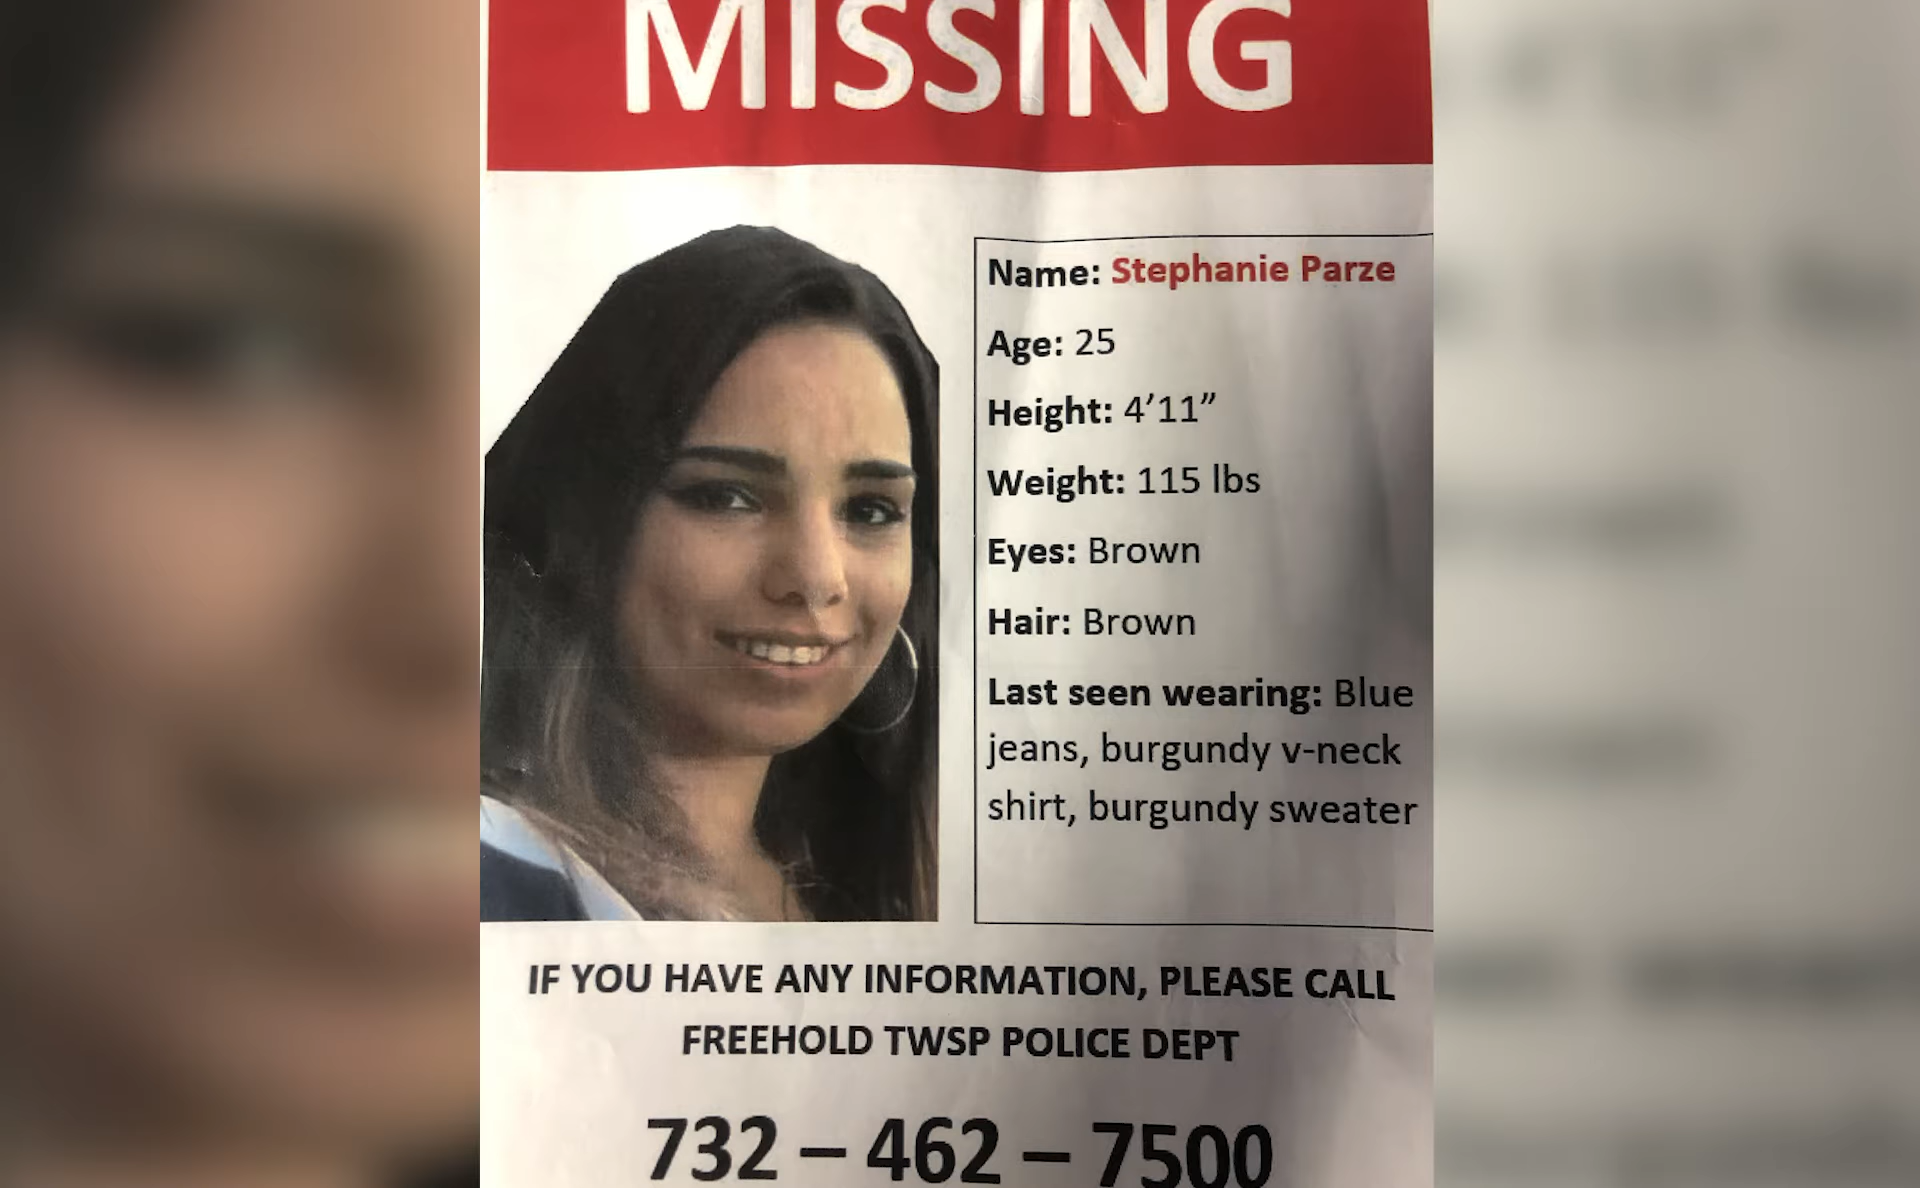 MISSING
Name: Stephanie Parze
Age: 25
Height: 4’11”
Weight: 115 lbs
Eyes: Brown
Hair: Brown
Last seen wearing: Blue
jeans, burgundy v-neck
shirt, burgundy sweater
IF YOU HAVE ANY INFORMATION, PLEASE CALL
FREEHOLD TWSP POLICE DEPT
732 – 462 – 7500